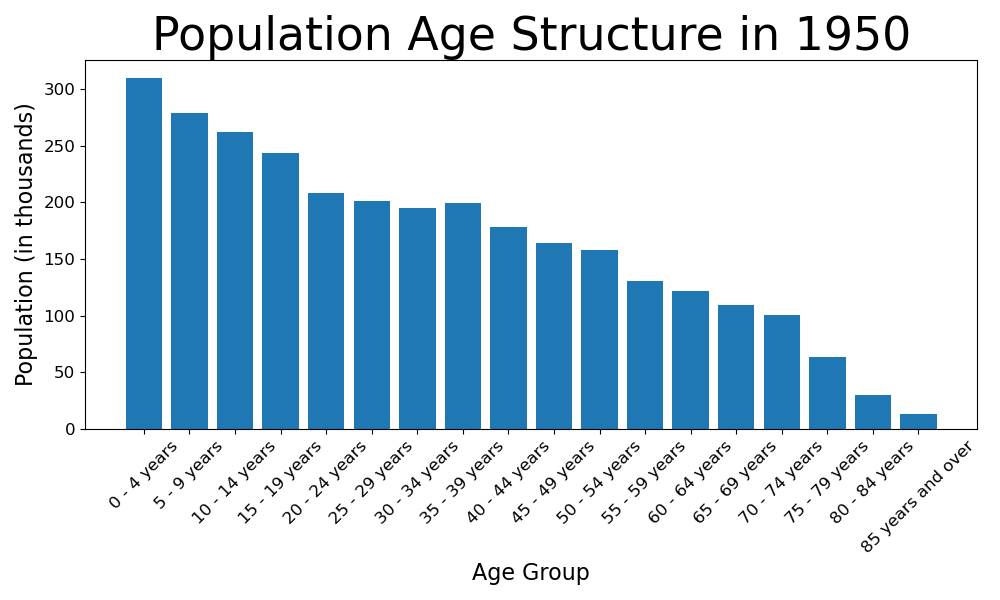 Population Age Structure in 1950
Population (in thousands)
300
250
200
150
100
50
0
0 - 4 years
5 - 9 years
10 - 14 years
15 - 19 years
20 - 24 years
25 - 29 years
30 - 34 years
35 - 39 years
40 - 44 years
45 - 49 years
50 - 54 years
55 - 59 years
60 - 64 years
65 - 69 years
70 - 74 years
75 - 79 years
80 - 84 years
85 years and over
Age Group